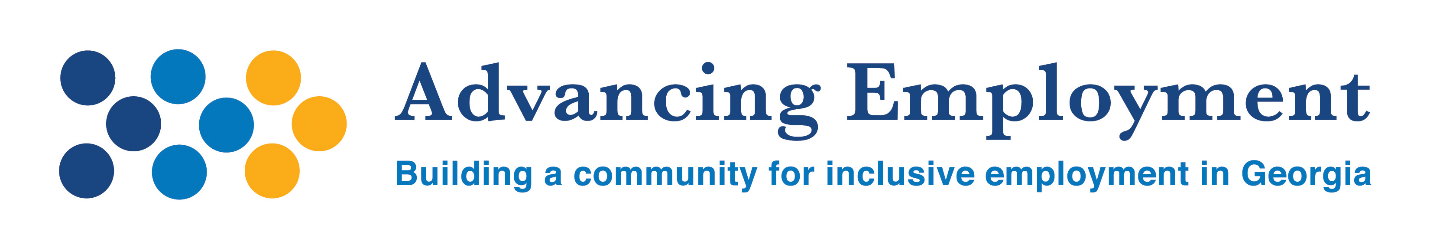 Advancing Employment
Building a community for inclusive employment in Georgia